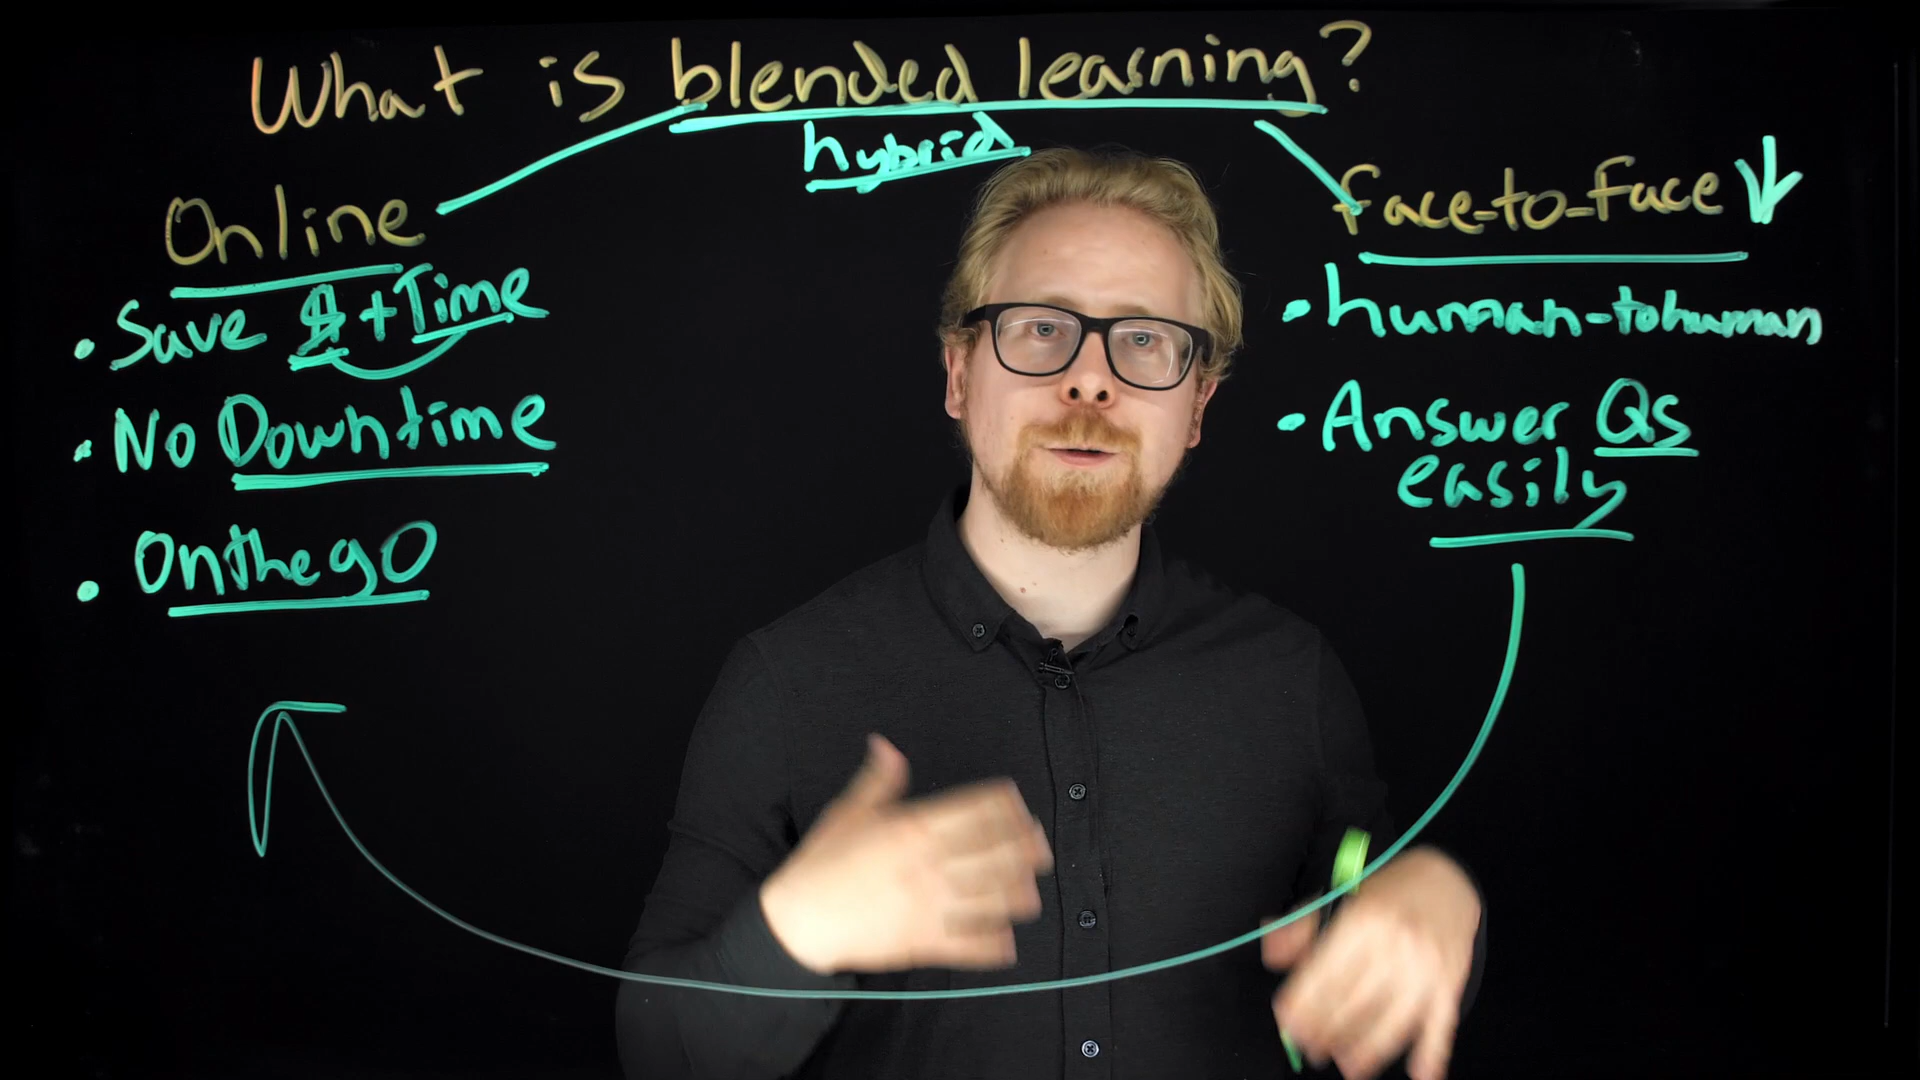 What is blended learning?
hybrid
Online
• Save $ + Time
• No Downtime
• On the go
face-to-face
• human-to human
• Answer Qs
easily